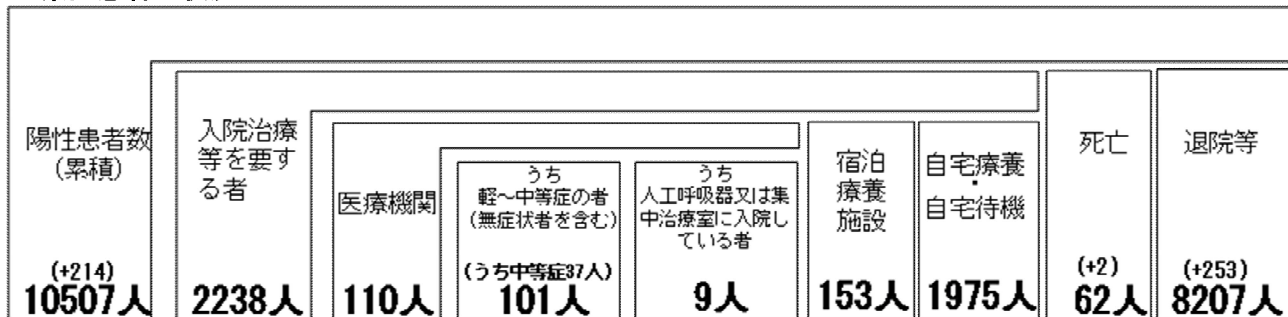 陽性患者数
(累積)
(+214)
10507人
入院治療
等を要す
る者
2238人
医療機関
110人
うち
軽～中等症の者
(無症状者を含む)
(うち中等症37人)
101人
うち
人工呼吸器又は集
中治療室に入院し
ている者
9人
宿泊
療養
施設
153人
自宅療養
・
自宅待機
1975人
死亡
(+2)
62人
退院等
(+253)
8207人